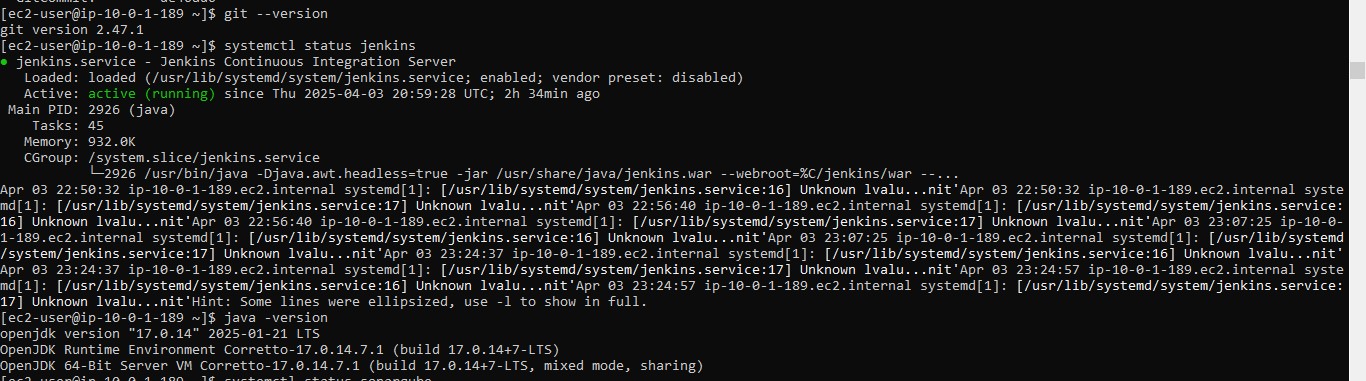 [ec2-user@ip-10-0-1-189 ~]$ git --version
git version 2.47.1
[ec2-user@ip-10-0-1-189 ~]$ systemctl status jenkins
● jenkins.service - Jenkins Continuous Integration Server
   Loaded: loaded (/usr/lib/systemd/system/jenkins.service; enabled; vendor preset: disabled)
   Active: active (running) since Thu 2025-04-03 20:59:28 UTC; 2h 34min ago
 Main PID: 2926 (java)
    Tasks: 45
   Memory: 932.0K
   CGroup: /system.slice/jenkins.service
           └─2926 /usr/bin/java -Djava.awt.headless=true -jar /usr/share/java/jenkins.war --webroot=%C/jenkins/war --...
Apr 03 22:50:32 ip-10-0-1-189.ec2.internal systemd[1]: [/usr/lib/systemd/system/jenkins.service:16] Unknown lvalu...nit'Apr 03 22:50:32 ip-10-0-1-189.ec2.internal syste
md[1]: [/usr/lib/systemd/system/jenkins.service:17] Unknown lvalu...nit'Apr 03 22:56:40 ip-10-0-1-189.ec2.internal systemd[1]: [/usr/lib/systemd/system/jenkins.service:
16] Unknown lvalu...nit'Apr 03 22:56:40 ip-10-0-1-189.ec2.internal systemd[1]: [/usr/lib/systemd/system/jenkins.service:17] Unknown lvalu...nit'Apr 03 23:07:25 ip-10-0-
1-189.ec2.internal systemd[1]: [/usr/lib/systemd/system/jenkins.service:16] Unknown lvalu...nit'Apr 03 23:07:25 ip-10-0-1-189.ec2.internal systemd[1]: [/usr/lib/systemd
/system/jenkins.service:17] Unknown lvalu...nit'Apr 03 23:24:37 ip-10-0-1-189.ec2.internal systemd[1]: [/usr/lib/systemd/system/jenkins.service:16] Unknown lvalu...nit'
Apr 03 23:24:37 ip-10-0-1-189.ec2.internal systemd[1]: [/usr/lib/systemd/system/jenkins.service:17] Unknown lvalu...nit'Apr 03 23:24:57 ip-10-0-1-189.ec2.internal syste
md[1]: [/usr/lib/systemd/system/jenkins.service:16] Unknown lvalu...nit'Apr 03 23:24:57 ip-10-0-1-189.ec2.internal systemd[1]: [/usr/lib/systemd/system/jenkins.service:
17] Unknown lvalu...nit'Hint: Some lines were ellipsized, use -l to show in full.
[ec2-user@ip-10-0-1-189 ~]$ java -version
openjdk version "17.0.14" 2025-01-21 LTS
OpenJDK Runtime Environment Corretto-17.0.14.7.1 (build 17.0.14+7-LTS)
OpenJDK 64-Bit Server VM Corretto-17.0.14.7.1 (build 17.0.14+7-LTS, mixed mode, sharing)
[ec2-user@ip-10-0-1-189 ~]$ systemctl status sonarqube